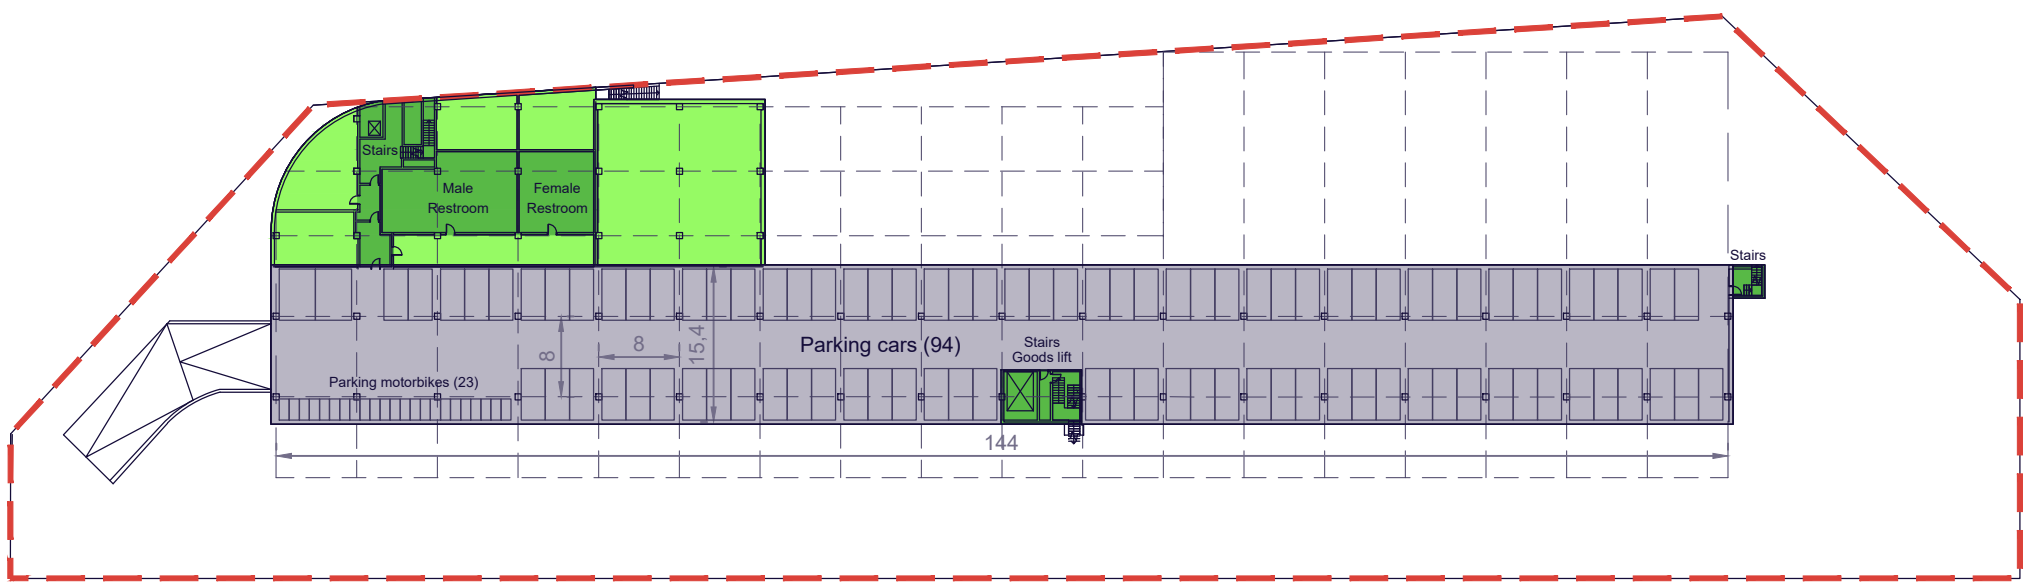 Stairs
Male
Restroom
Female
Restroom
Stairs
8
8
15,4
Parking cars (94)
Stairs
Goods lift
Parking motorbikes (23)
144